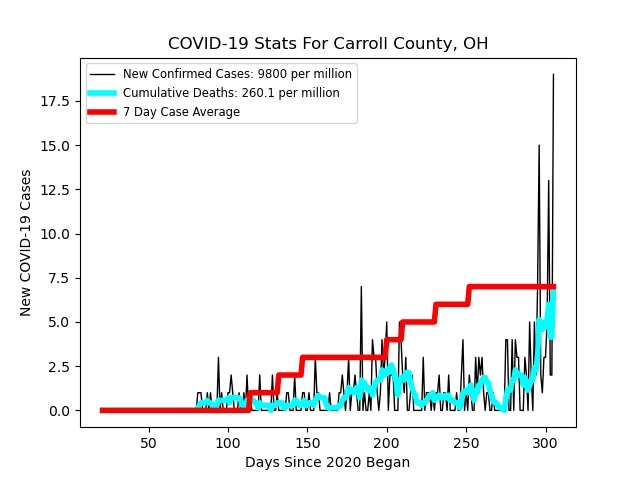 COVID-19 Stats For Carroll County, OH
New Confirmed Cases: 9800 per million
Cumulative Deaths: 260.1 per million
7 Day Case Average
New COVID-19 Cases
17.5
15.0
12.5
10.0
7.5
5.0
2.5
0.0
50 100 150 200 250 300
Days Since 2020 Began